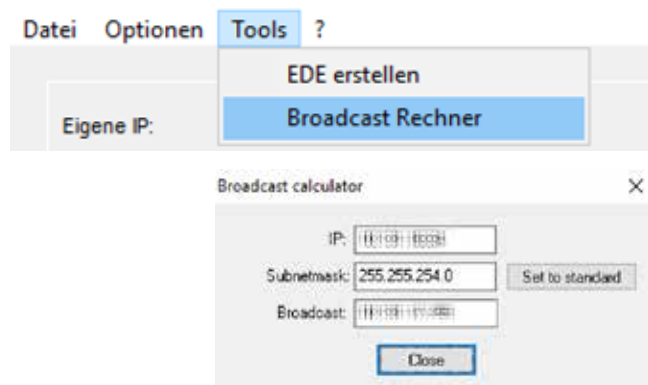 Datei Optionen Tools ?
EDE erstellen
Broadcast Rechner
Eigene IP:
Broadcast calculator
IP:
Subnetmask: 255.255.254.0 Set to standard
Broadcast:
Close